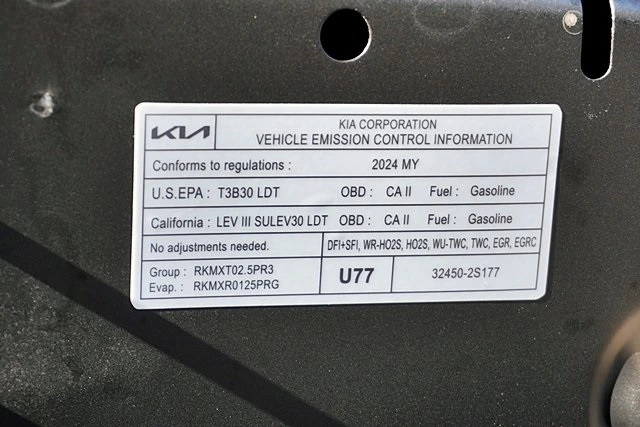 KIA KIA CORPORATION
VEHICLE EMISSION CONTROL INFORMATION
Conforms to regulations : 2024 MY
U.S.EPA : T3B30 LDT OBD : CA II Fuel : Gasoline
California : LEV III SULEV30 LDT OBD : CA II Fuel : Gasoline
No adjustments needed. DFI+SFI, WR-HO2S, HO2S, WU-TWC, TWC, EGR, EGRC
Group : RKMXT02.5PR3
Evap. : RKMXR0125PRG
U77 32450-2S177